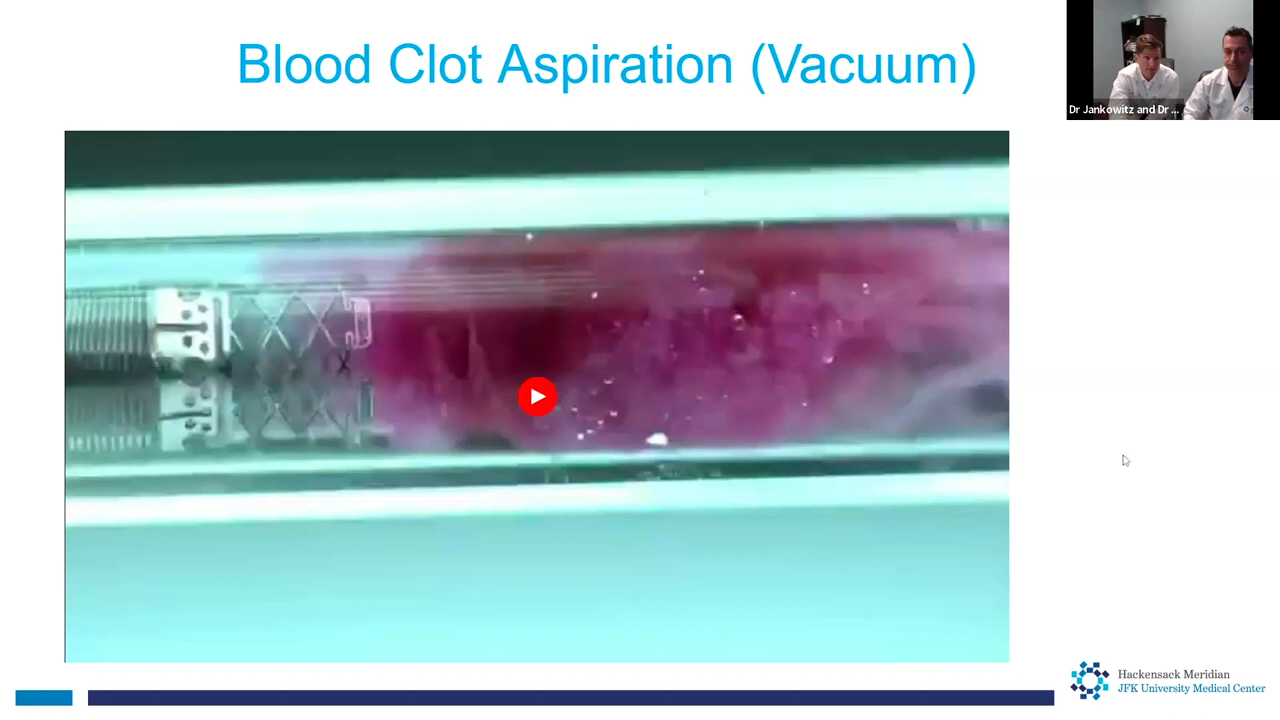 Blood Clot Aspiration (Vacuum)
Dr Jankowitz and Dr ...
Hackensack Meridian
JFK University Medical Center